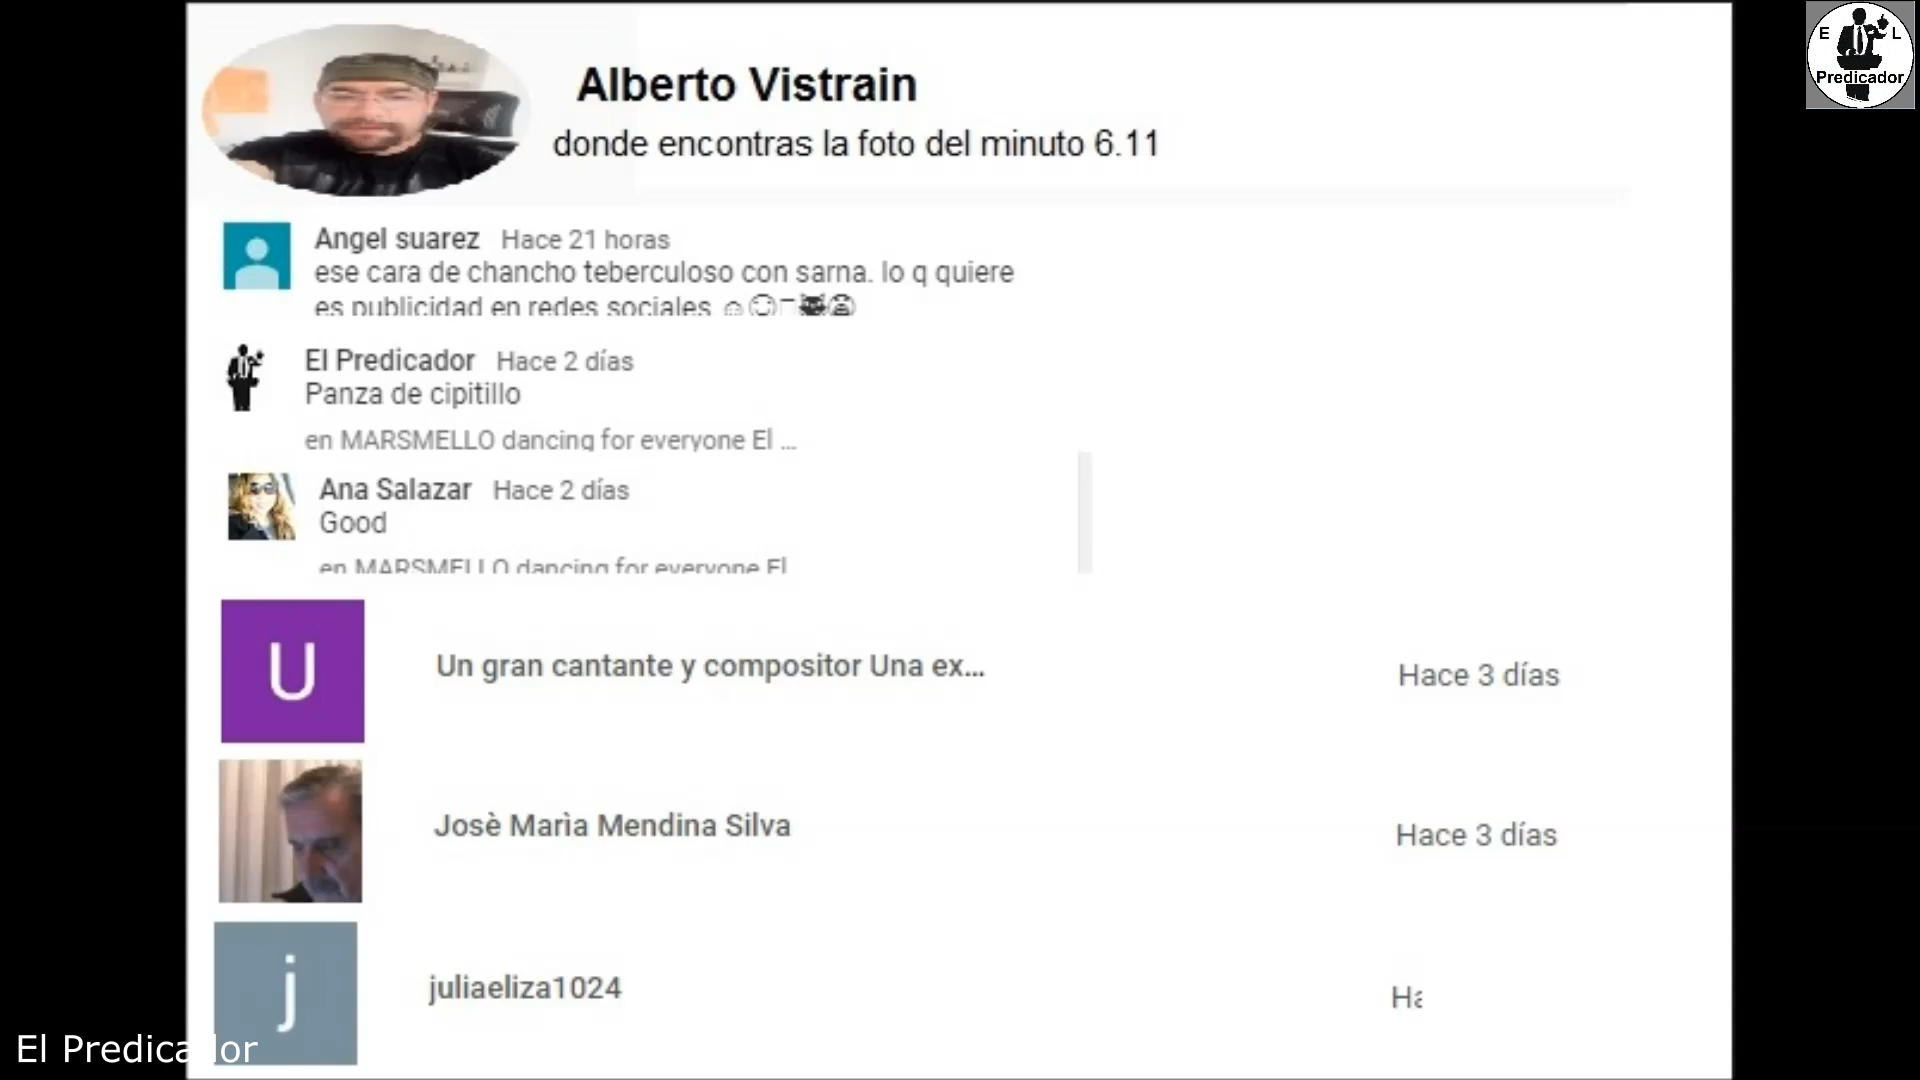 E L
Predicador
Alberto Vistrain
donde encontras la foto del minuto 6.11
Angel suarez Hace 21 horas
ese cara de chancho teberculoso con sarna. lo q quiere
es publicidad en redes sociales
El Predicador Hace 2 días
Panza de cipitillo
en MARSMELLO dancing for everyone El ...
Ana Salazar Hace 2 días
Good
en MARSMELLO dancing for everyone El
U
Un gran cantante y compositor Una ex... Hace 3 días
Josè Marìa Mendina Silva Hace 3 días
j
juliaeliza1024 Ha
El Predicador